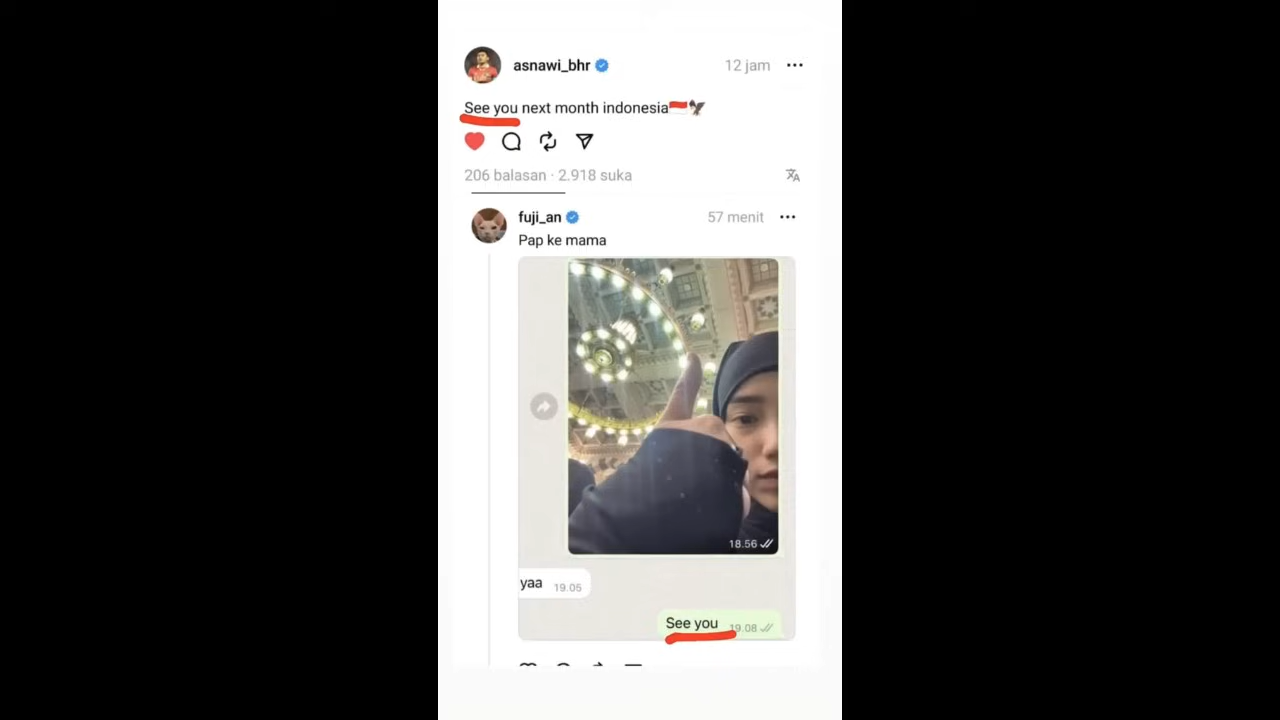 asnawi_bhr
12 jam
See you next month indonesia🇮🇩🦅
206 balasan · 2.918 suka
fuji_an
57 menit
Pap ke mama
18.56
yaa 19.05
See you 19.08